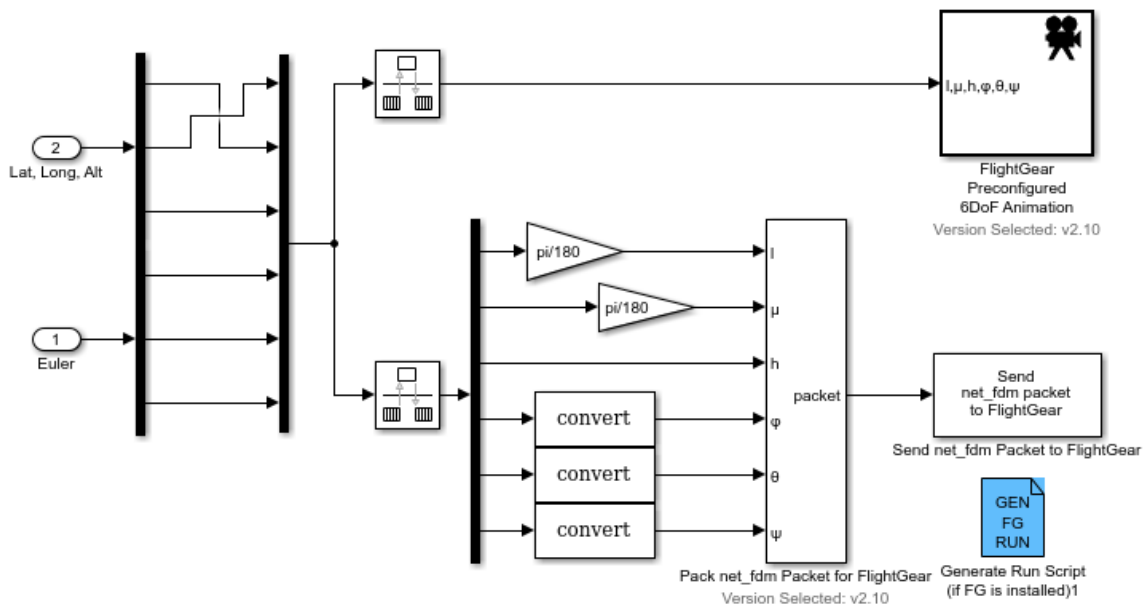 2
Lat, Long, Alt
1
Euler
l,μ,h,φ,θ,ψ
FlightGear
Preconfigured
6DoF Animation
Version Selected: v2.10
pi/180
pi/180
convert
convert
convert
l
μ
h
φ
θ
ψ
packet
Pack net_fdm Packet for FlightGear
Version Selected: v2.10
Send
net_fdm packet
to FlightGear
Send net_fdm Packet to FlightGear
GEN
FG
RUN
Generate Run Script
(if FG is installed)1